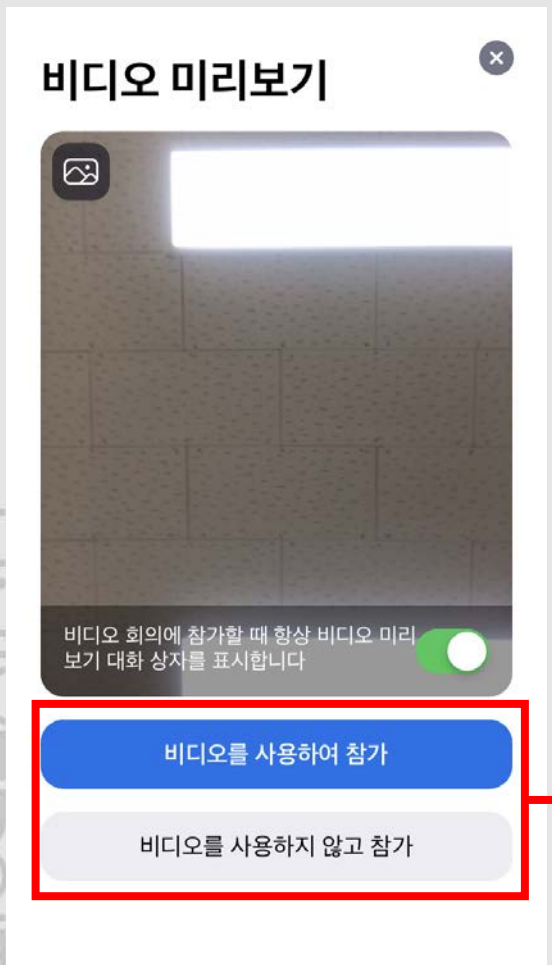 비디오 미리보기
비디오 회의에 참가할 때 항상 비디오 미리
보기 대화 상자를 표시합니다
비디오를 사용하여 참가
비디오를 사용하지 않고 참가